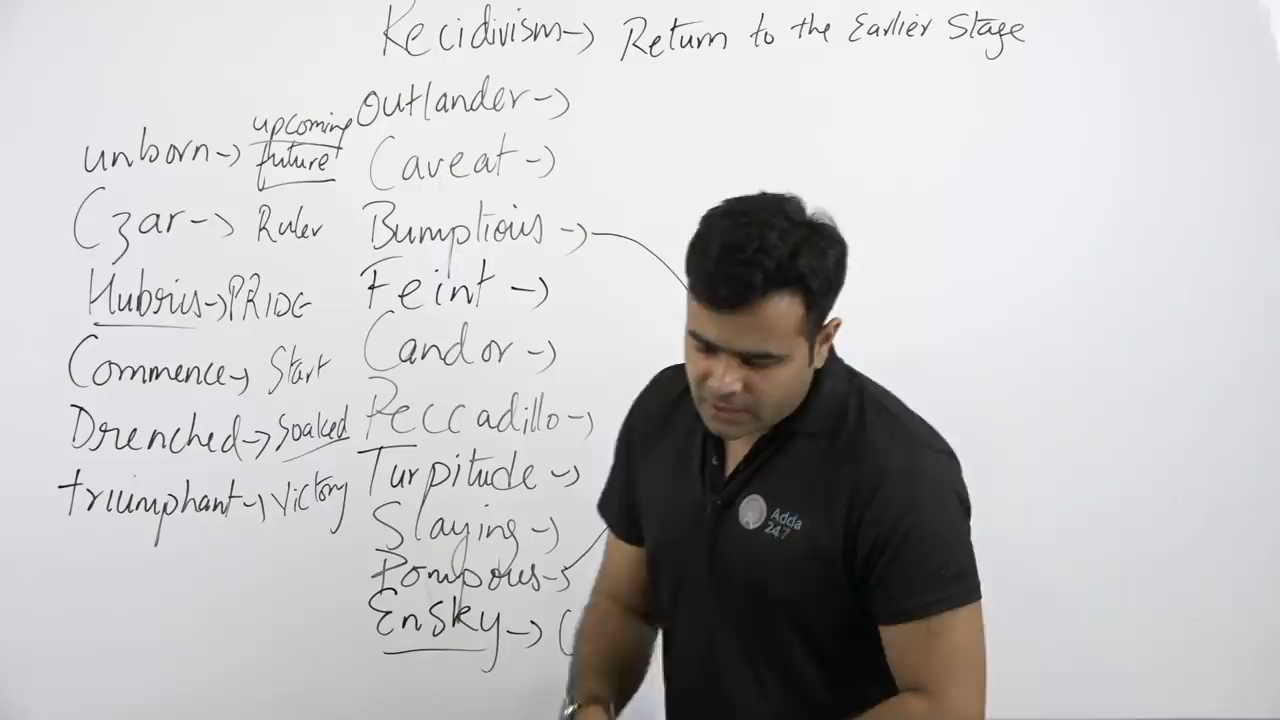 Recidivism → Return to the Earlier Stage
Outlander →
Caveat →
Bumptious →
Feint →
Candor →
Peccadillo →
Turpitude →
Slaying →
Pompous →
Ensky → (
unborn → upcoming
future
Czar → Ruler
Hubris → PRIDE
Commence → Start
Drenched → Soaked
triumphant → Victory
Adda
247